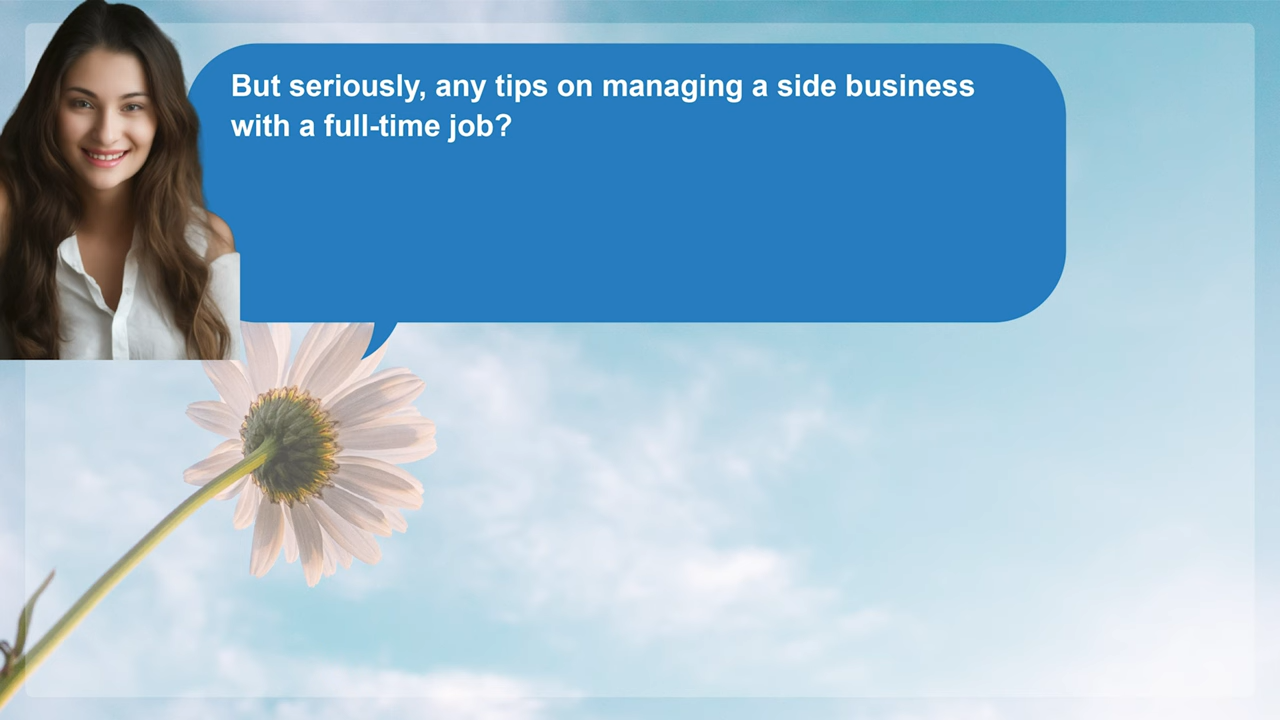 But seriously, any tips on managing a side business
with a full-time job?